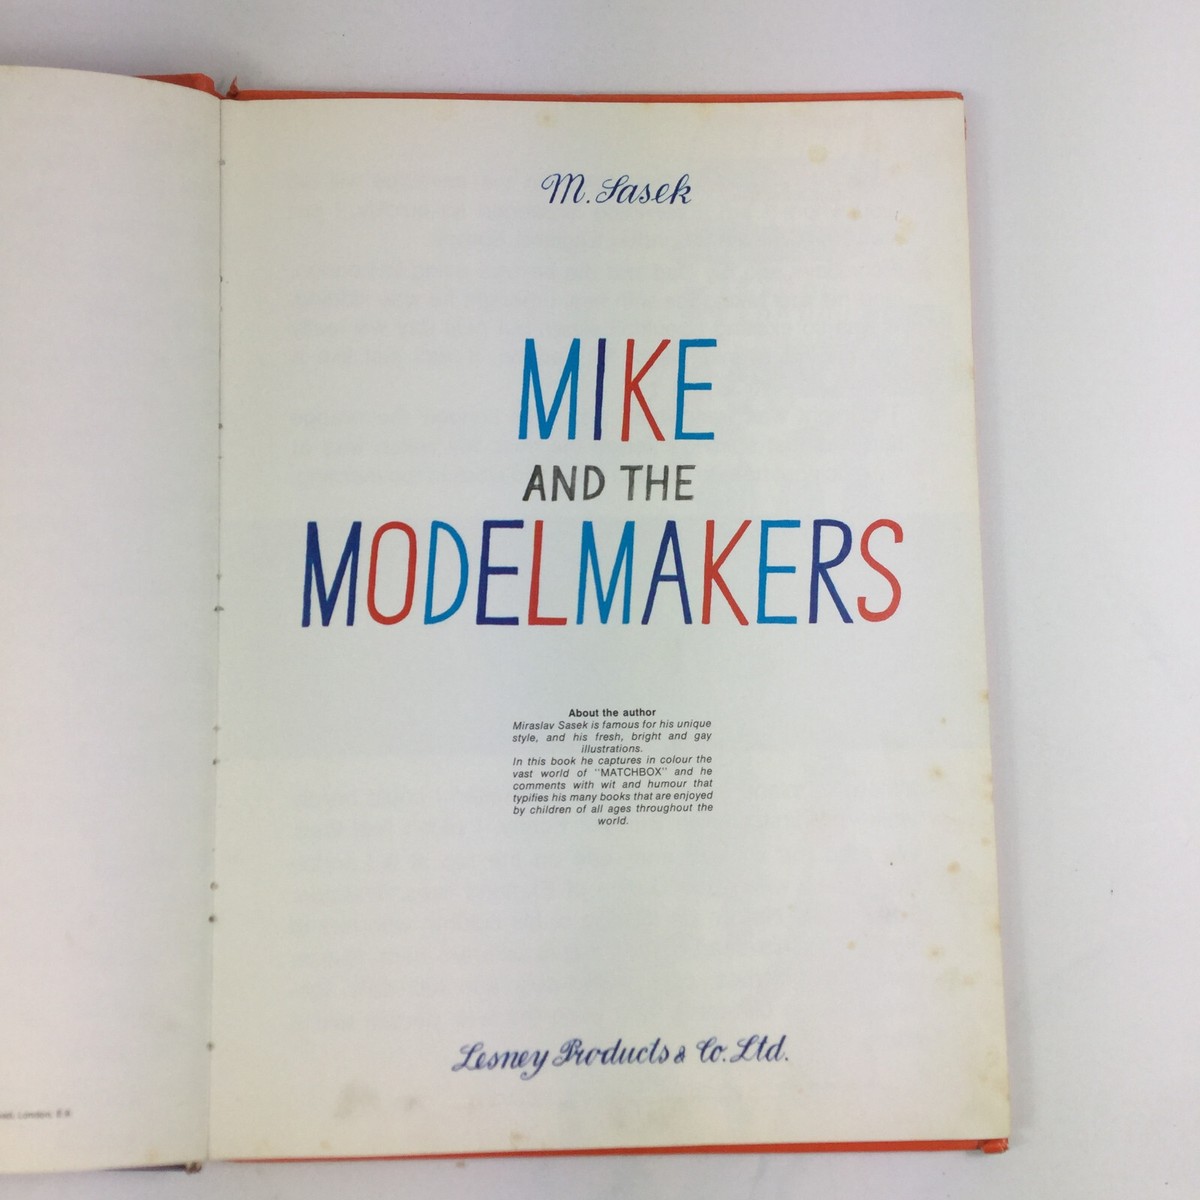 M. Sasek
MIKE
AND THE
MODELMAKERS
About the author
Miraslav Sasek is famous for his unique
style, and his fresh, bright and gay
illustrations.
In this book he captures in colour the
vast world of "MATCHBOX" and he
comments with wit and humour that
typifies his many books that are enjoyed
by children of all ages throughout the
world.
Lesney Products & Co. Ltd.
London, E.9.